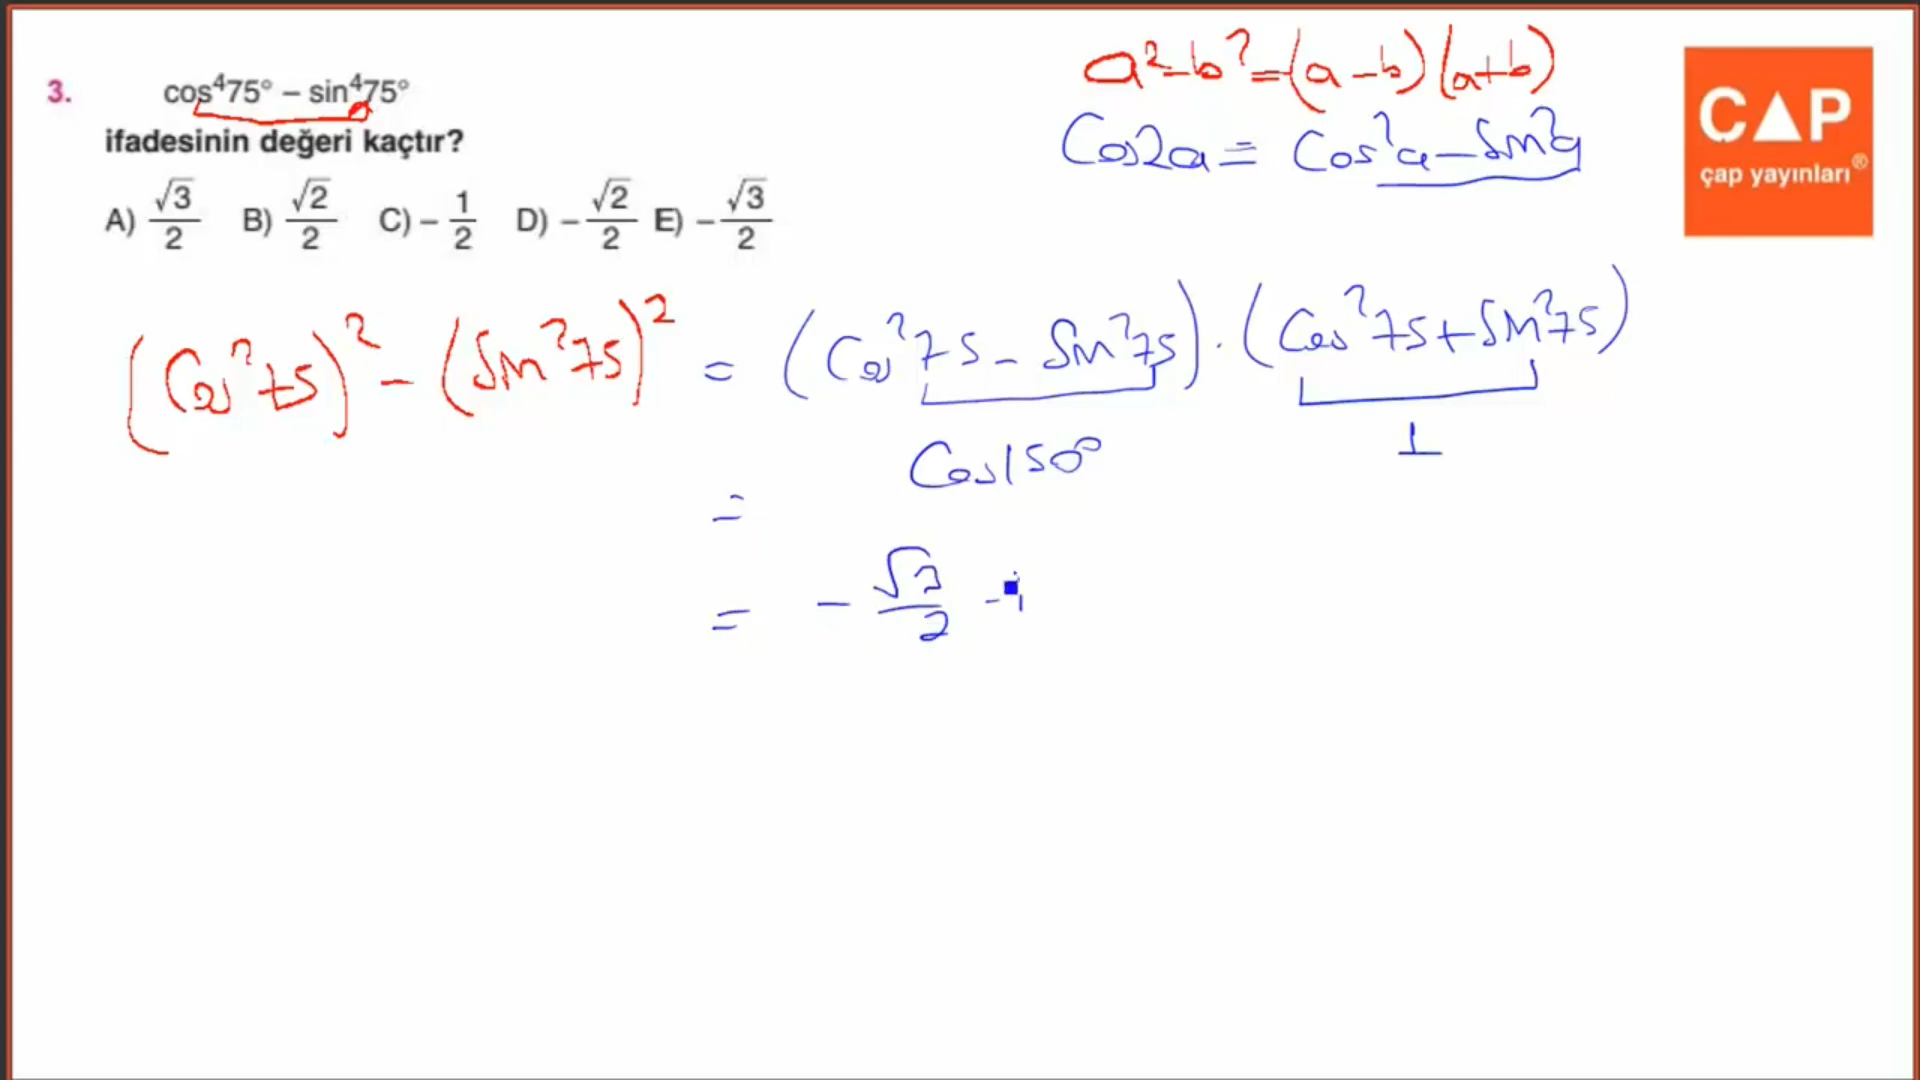 3. cos⁴75° – sin⁴75°
ifadesinin değeri kaçtır?
A) √3/2 B) √2/2 C) – 1/2 D) – √2/2 E) – √3/2
a² – b² = (a – b) (a + b)
Cos2a = Cos²a – Sin²a
CAP
çap yayınları®
(Cos²75)² – (Sin²75)² = (Cos²75 – Sin²75) · (Cos²75 + Sin²75)
Cos150° 1
=
= – √3/2